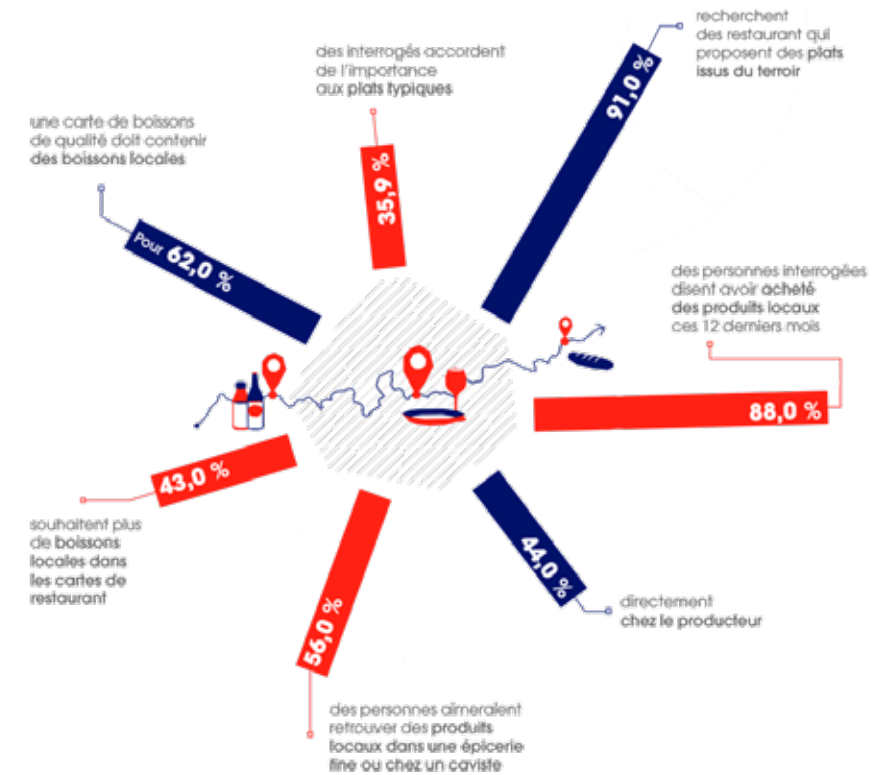 recherchent
des restaurant qui
proposent des plats
issus du terroir
91,0 %
des interrogés accordent
de l'importance
aux plats typiques
35,9 %
une carte de boissons
de qualité doit contenir
des boissons locales
Pour 62,0 %
des personnes interrogées
disent avoir acheté
des produits locaux
ces 12 derniers mois
88,0 %
43,0 %
souhaitent plus
de boissons
locales dans
les cartes de
restaurant
44,0 %
directement
chez le producteur
56,0 %
des personnes aimeraient
retrouver des produits
locaux dans une épicerie
fine ou chez un caviste